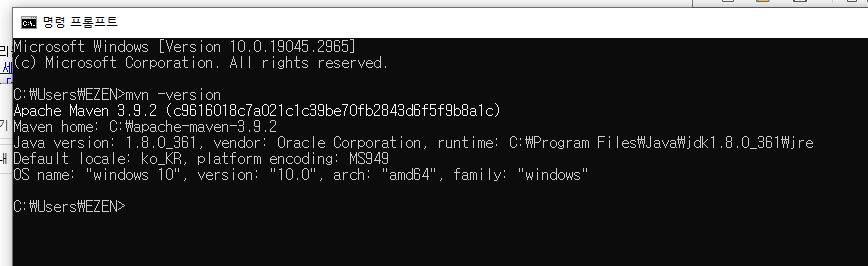 명령 프롬프트
Microsoft Windows [Version 10.0.19045.2965]
(c) Microsoft Corporation. All rights reserved.
C:₩Users₩EZEN>mvn -version
Apache Maven 3.9.2 (c9616018c7a021c1c39be70fb2843d6f5f9b8a1c)
Maven home: C:₩apache-maven-3.9.2
Java version: 1.8.0_361, vendor: Oracle Corporation, runtime: C:₩Program Files₩Java₩jdk1.8.0_361₩jre
Default locale: ko_KR, platform encoding: MS949
OS name: "windows 10", version: "10.0", arch: "amd64", family: "windows"
C:₩Users₩EZEN>